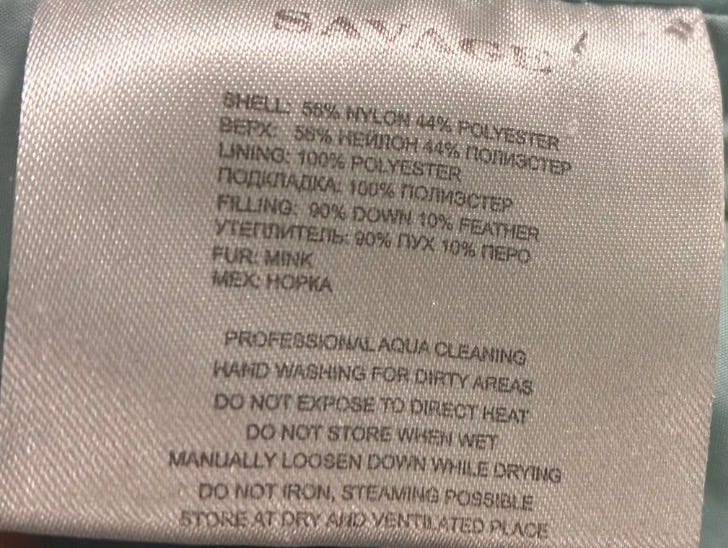 SAVAGE
SHELL: 56% NYLON 44% POLYESTER
ВЕРХ: 56% НЕЙЛОН 44% ПОЛИЭСТЕР
LINING: 100% POLYESTER
ПОДКЛАДКА: 100% ПОЛИЭСТЕР
FILLING: 90% DOWN 10% FEATHER
УТЕПЛИТЕЛЬ: 90% ПУХ 10% ПЕРО
FUR: MINK
МЕХ: НОРКА
PROFESSIONAL AQUA CLEANING
HAND WASHING FOR DIRTY AREAS
DO NOT EXPOSE TO DIRECT HEAT
DO NOT STORE WHEN WET
MANUALLY LOOSEN DOWN WHILE DRYING
DO NOT IRON, STEAMING POSSIBLE
STORE AT DRY AND VENTILATED PLACE